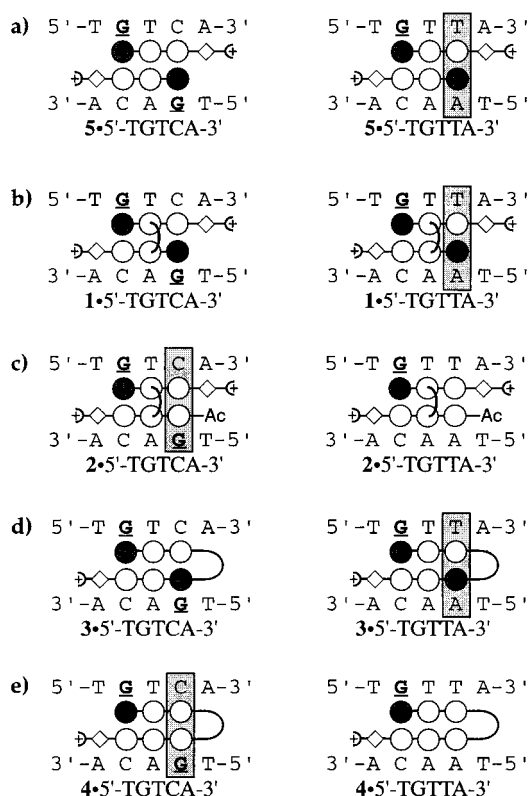 a) 5'-T G T C A-3' 5'-T G T T A-3'
3'-A C A G T-5' 3'-A C A A T-5'
5•5'-TGTCA-3' 5•5'-TGTTA-3'
b) 5'-T G T C A-3' 5'-T G T T A-3'
3'-A C A G T-5' 3'-A C A A T-5'
1•5'-TGTCA-3' 1•5'-TGTTA-3'
c) 5'-T G T C A-3' 5'-T G T T A-3'
Ac Ac
3'-A C A G T-5' 3'-A C A A T-5'
2•5'-TGTCA-3' 2•5'-TGTTA-3'
d) 5'-T G T C A-3' 5'-T G T T A-3'
3'-A C A G T-5' 3'-A C A A T-5'
3•5'-TGTCA-3' 3•5'-TGTTA-3'
e) 5'-T G T C A-3' 5'-T G T T A-3'
3'-A C A G T-5' 3'-A C A A T-5'
4•5'-TGTCA-3' 4•5'-TGTTA-3'